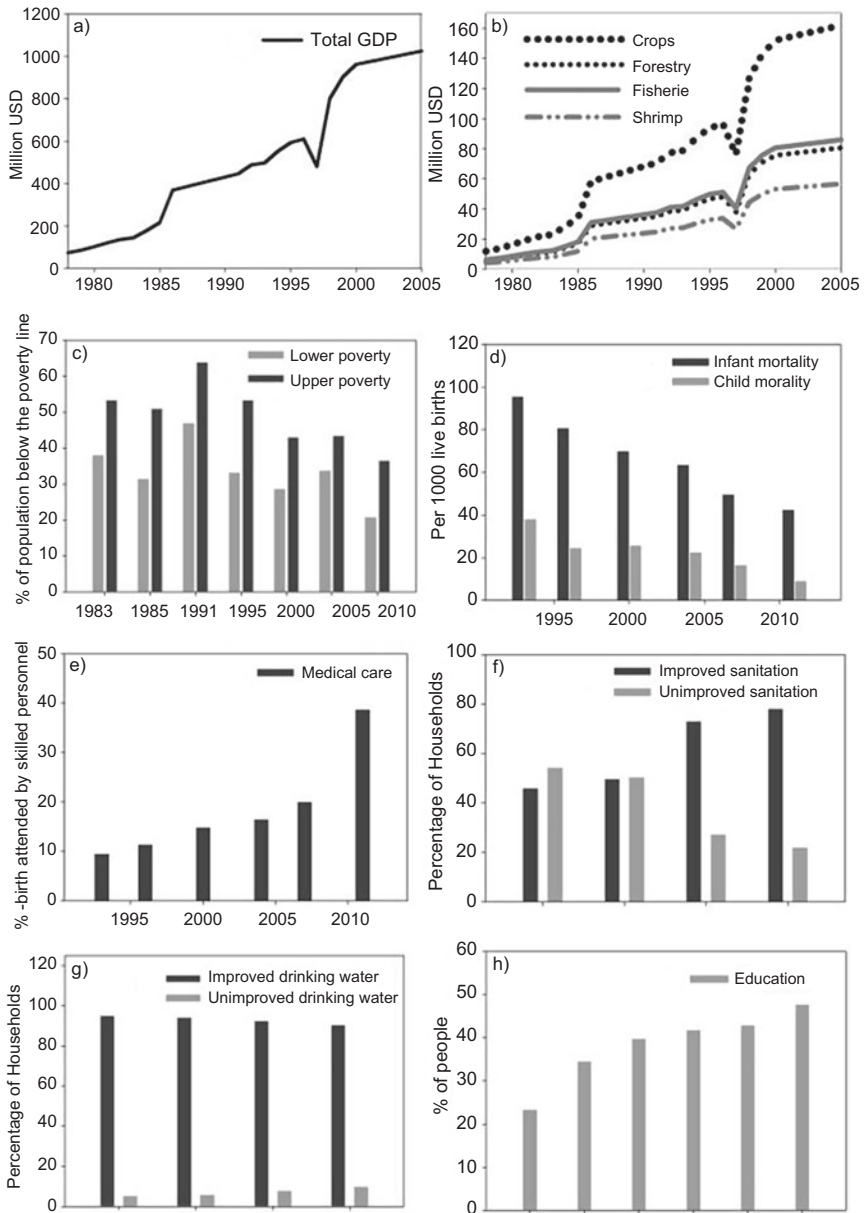 a)
Total GDP
Million USD
1200
1000
800
600
400
200
0
1980 1985 1990 1995 2000 2005
b)
Crops
Forestry
Fisherie
Shrimp
Million USD
160
140
120
100
80
60
40
20
0
1980 1985 1990 1995 2000 2005
c)
Lower poverty
Upper poverty
% of population below the poverty line
70
60
50
40
30
20
10
0
1983 1985 1991 1995 2000 2005 2010
d)
Infant mortality
Child morality
Per 1000 live births
120
100
80
60
40
20
0
1995 2000 2005 2010
e)
Medical care
% -birth attended by skilled personnel
50
40
30
20
10
0
1995 2000 2005 2010
f)
Improved sanitation
Unimproved sanitation
Percentage of Households
100
80
60
40
20
0
g)
Improved drinking water
Unimproved drinking water
Percentage of Households
120
100
80
60
40
20
0
h)
Education
% of people
60
50
40
30
20
10
0